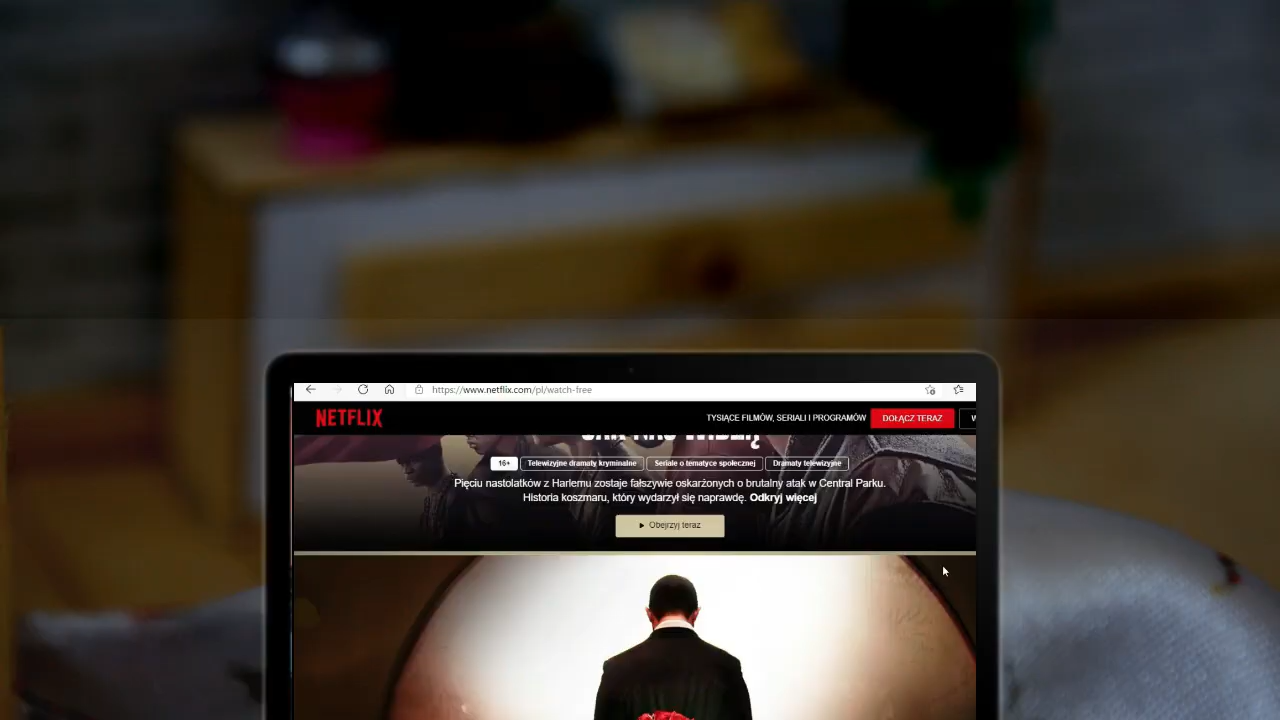 https://www.netflix.com/pl/watch-free
NETFLIX
TYSIĄCE FILMÓW, SERIALI I PROGRAMÓW
DOŁĄCZ TERAZ
16+
Telewizyjne dramaty kryminalne
Seriale o tematyce społecznej
Dramaty telewizyjne
Pięciu nastolatków z Harlemu zostaje fałszywie oskarżonych o brutalny atak w Central Parku.
Historia koszmaru, który wydarzył się naprawdę. Odkryj więcej
Obejrzyj teraz